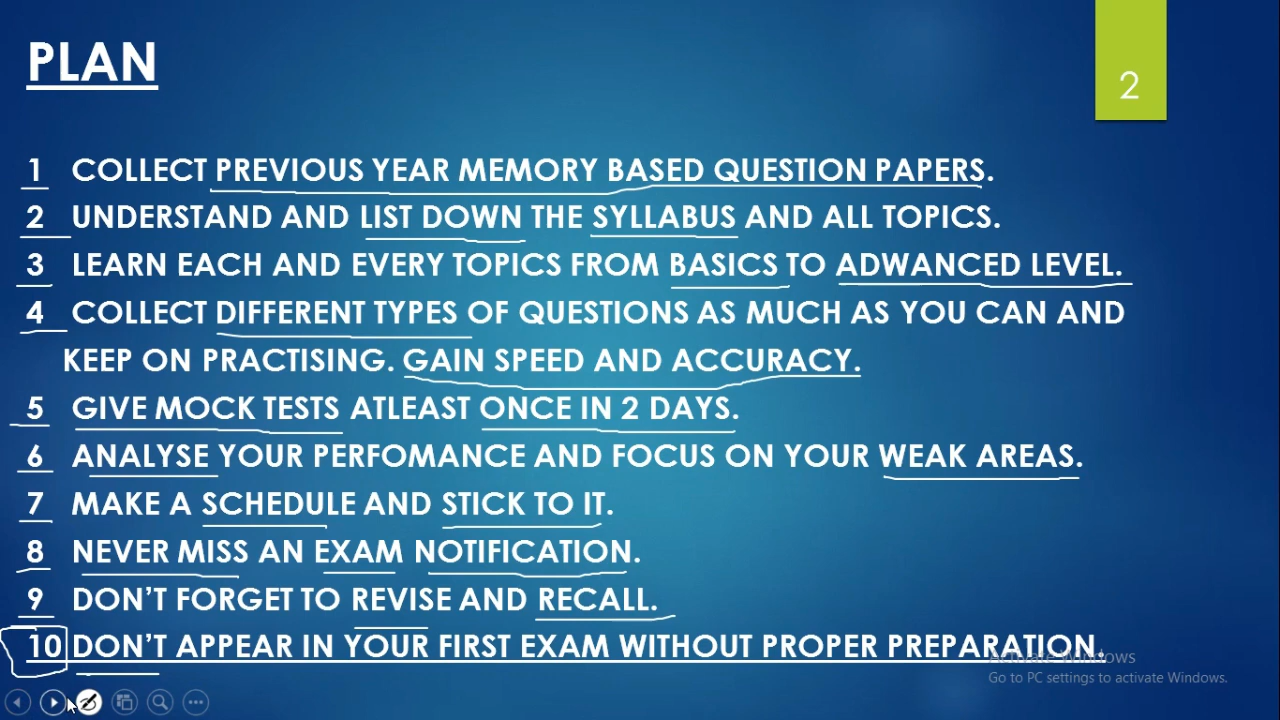 PLAN
2
1 COLLECT PREVIOUS YEAR MEMORY BASED QUESTION PAPERS.
2 UNDERSTAND AND LIST DOWN THE SYLLABUS AND ALL TOPICS.
3 LEARN EACH AND EVERY TOPICS FROM BASICS TO ADWANCED LEVEL.
4 COLLECT DIFFERENT TYPES OF QUESTIONS AS MUCH AS YOU CAN AND
KEEP ON PRACTISING. GAIN SPEED AND ACCURACY.
5 GIVE MOCK TESTS ATLEAST ONCE IN 2 DAYS.
6 ANALYSE YOUR PERFOMANCE AND FOCUS ON YOUR WEAK AREAS.
7 MAKE A SCHEDULE AND STICK TO IT.
8 NEVER MISS AN EXAM NOTIFICATION.
9 DON'T FORGET TO REVISE AND RECALL.
10 DON'T APPEAR IN YOUR FIRST EXAM WITHOUT PROPER PREPARATION.
Activate Windows
Go to PC settings to activate Windows.